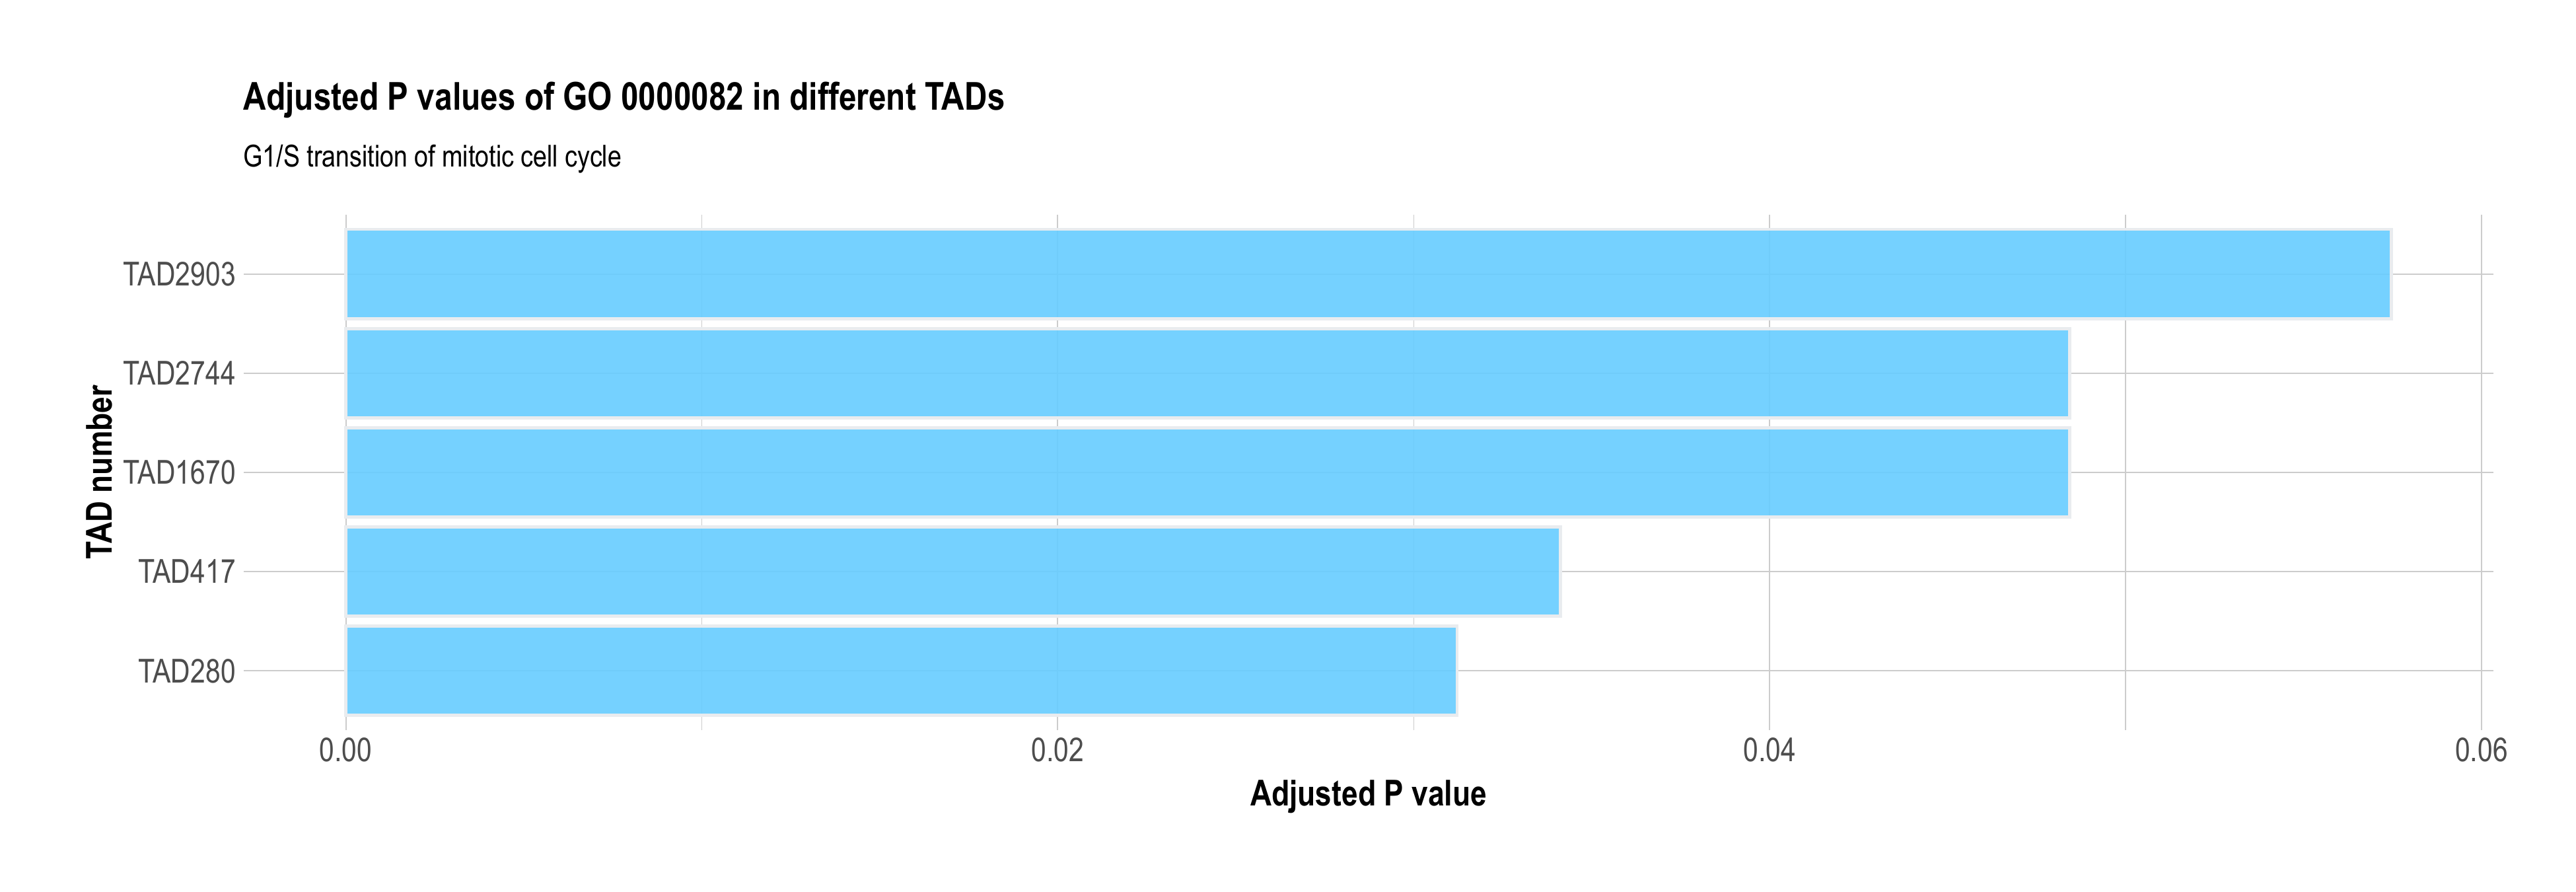 Adjusted P values of GO 0000082 in different TADs
G1/S transition of mitotic cell cycle
TAD number
TAD2903
TAD2744
TAD1670
TAD417
TAD280
0.00 0.02 0.04 0.06
Adjusted P value